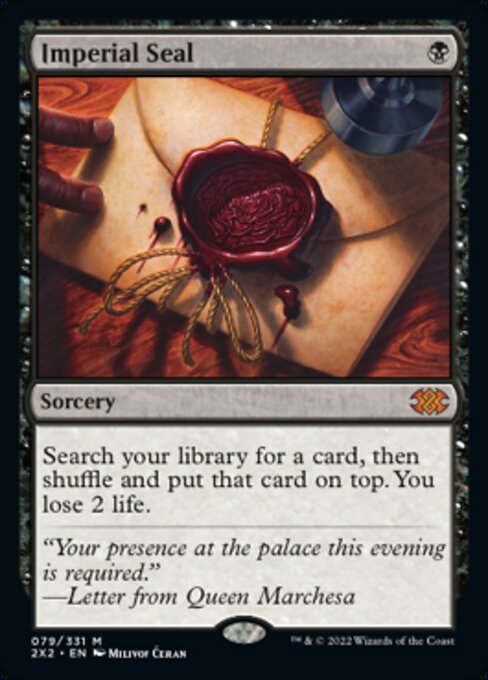 Imperial Seal
Sorcery
Search your library for a card, then
shuffle and put that card on top. You
lose 2 life.
“Your presence at the palace this evening
is required.”
—Letter from Queen Marchesa
079/331 M
2X2 • EN Milivoj Ćeran
™ & © 2022 Wizards of the Coast